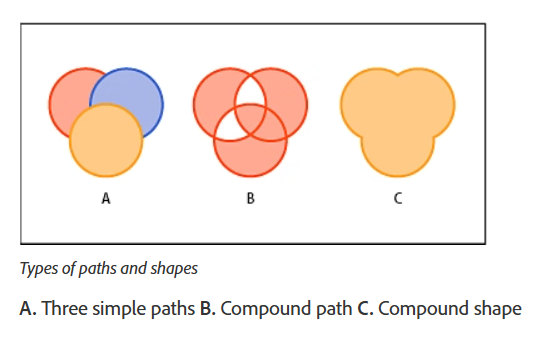 A B C
Types of paths and shapes
A. Three simple paths B. Compound path C. Compound shape